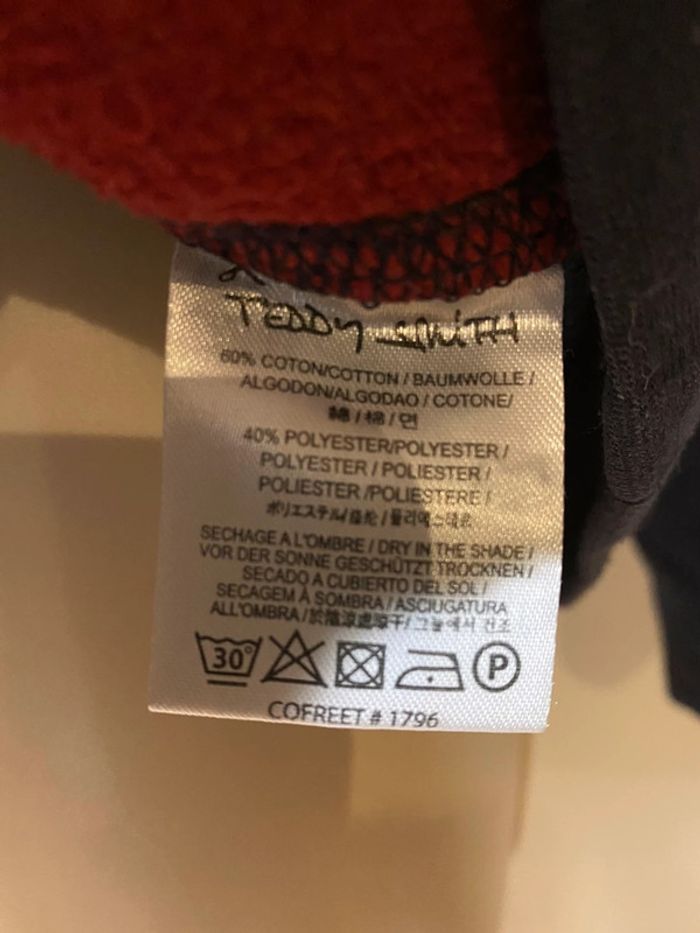 TEDDY SMITH
60% COTON/COTTON / BAUMWOLLE /
ALGODON/ALGODAO / COTONE/
綿 / 棉 / 면
40% POLYESTER/POLYESTER /
POLYESTER / POLIESTER /
POLIESTER /POLIESTERE /
ポリエステル/ / 폴리에스테르
SECHAGE A L'OMBRE / DRY IN THE SHADE /
VOR DER SONNE GESCHÜTZT TROCKNEN /
SECADO A CUBIERTO DEL SOL /
SECAGEM À SOMBRA / ASCIUGATURA
ALL'OMBRA /於陰涼處晾干/ 그늘에서 건조
30° P
COFREET # 1796